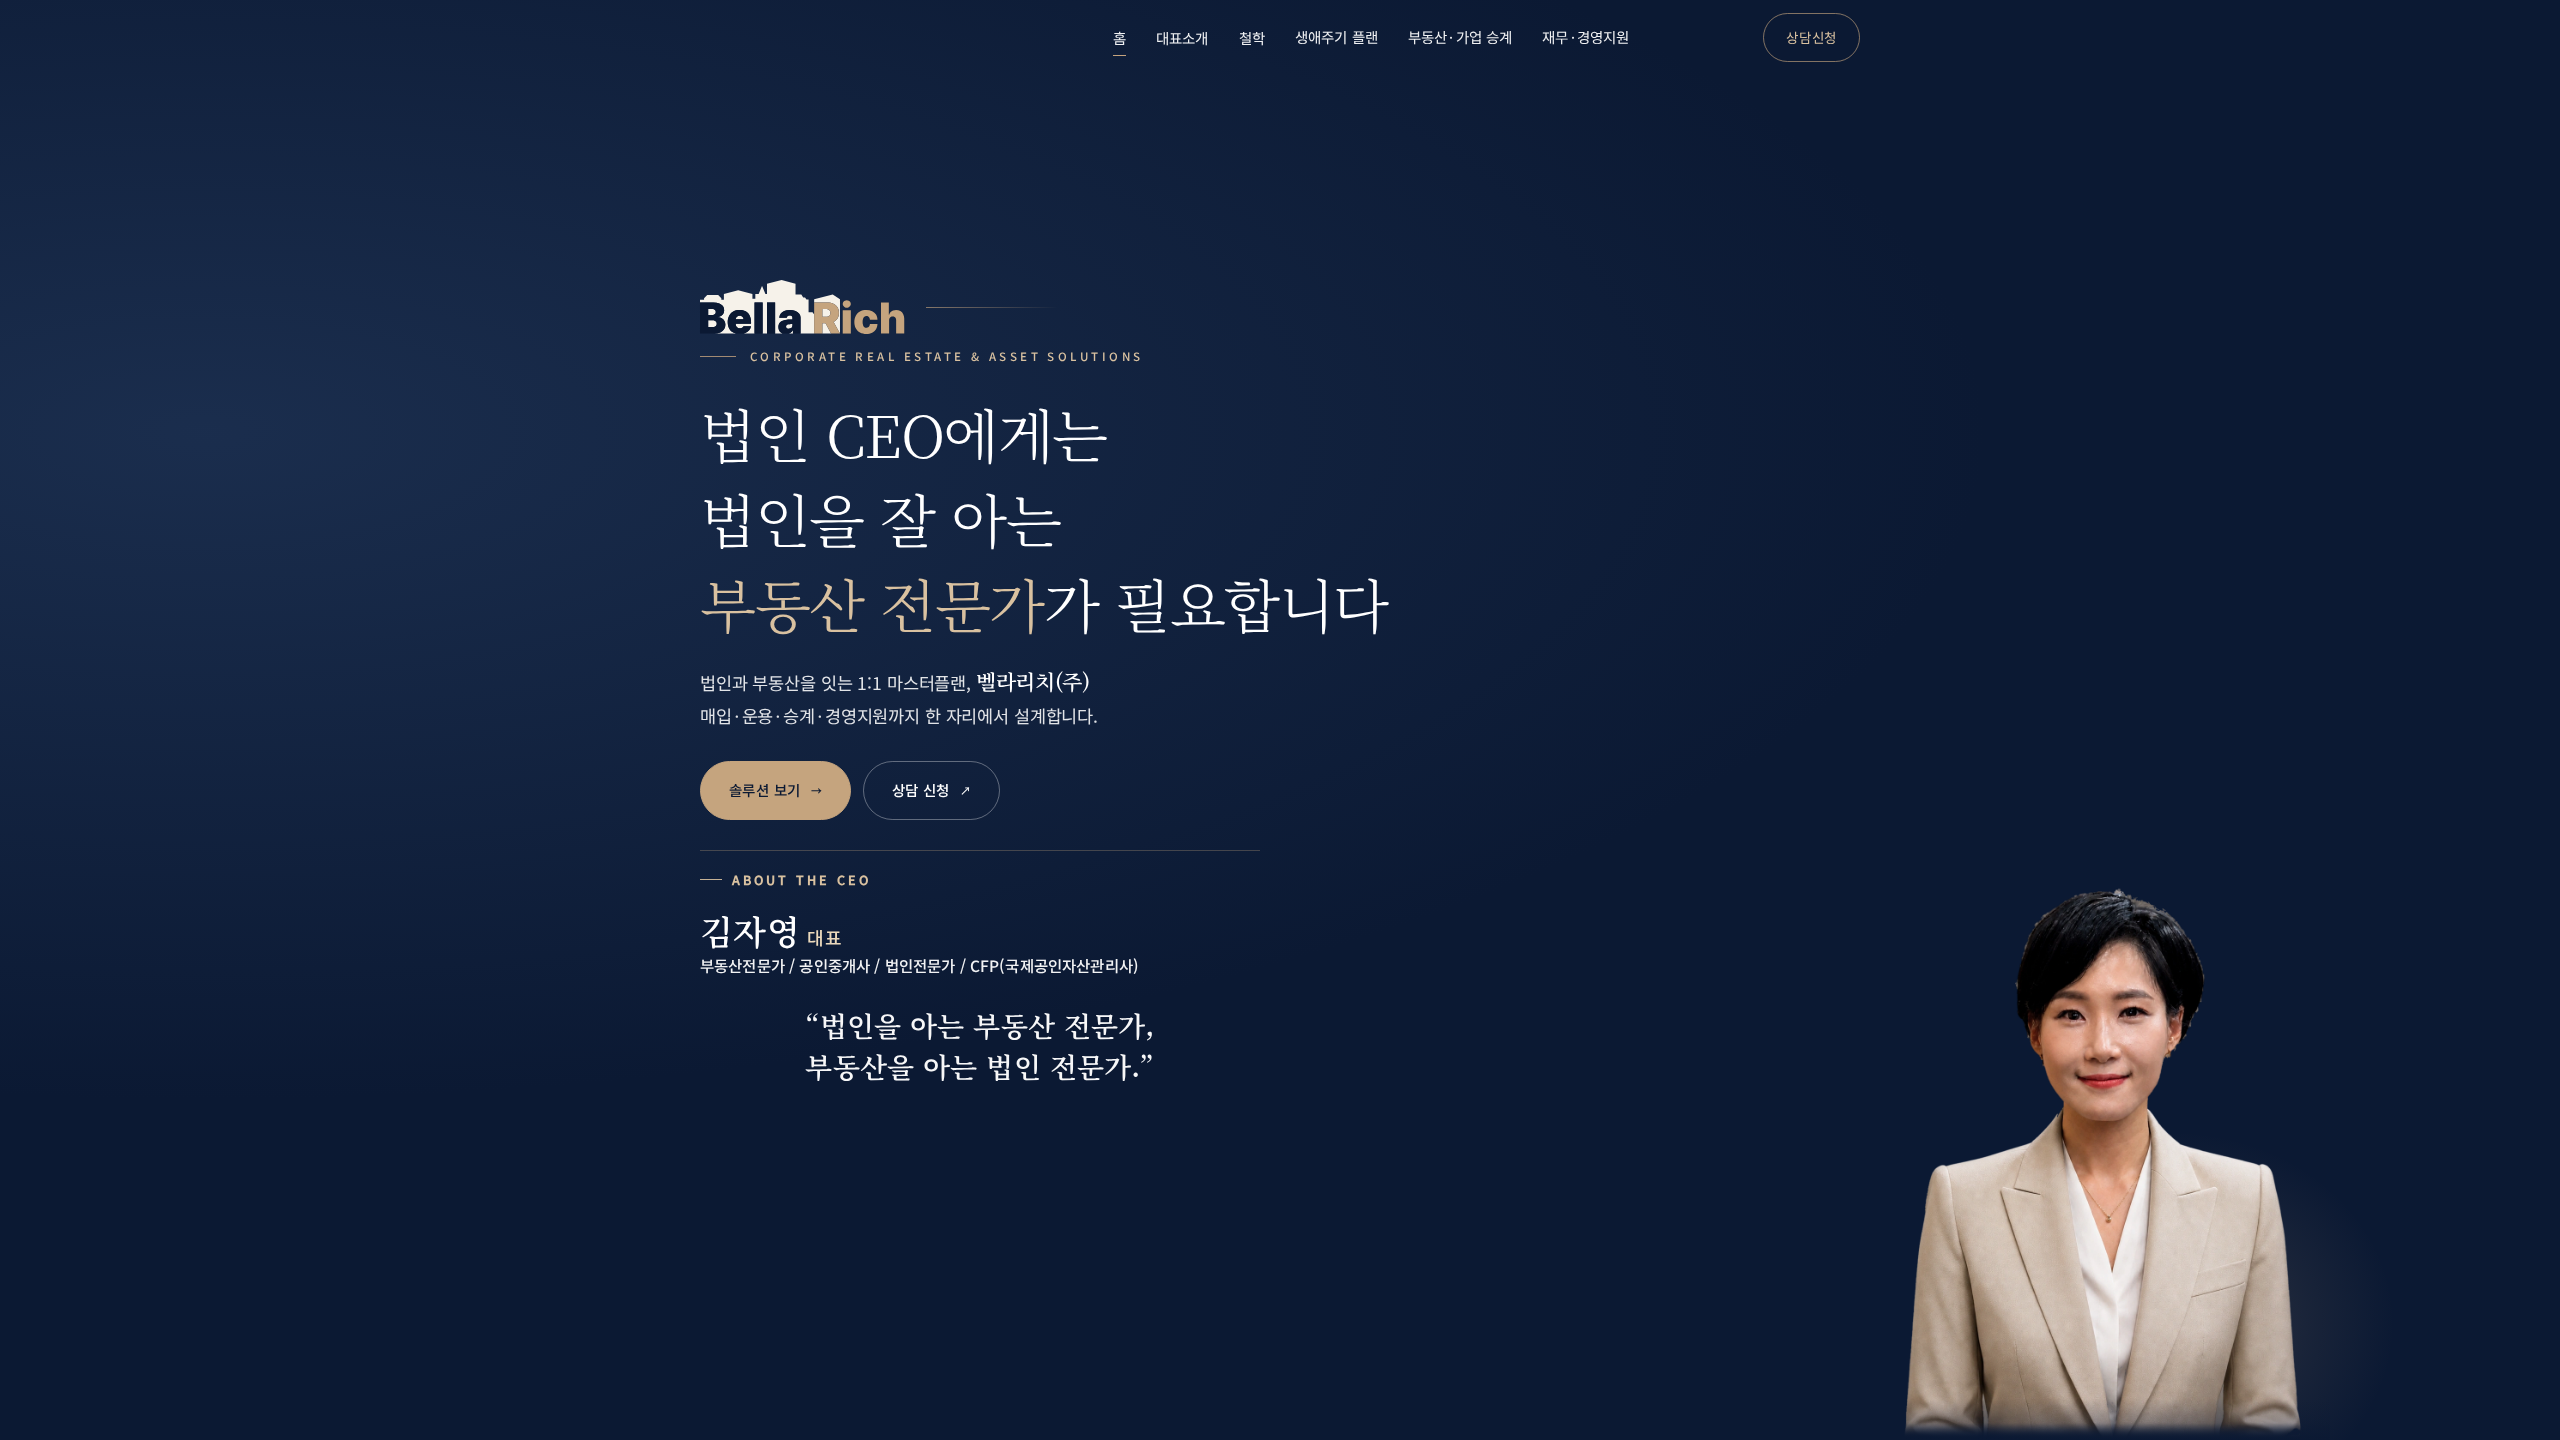 홈 대표소개 철학 생애주기 플랜 부동산·가업 승계 재무·경영지원 상담신청
Bella Rich
CORPORATE REAL ESTATE & ASSET SOLUTIONS
법인 CEO에게는
법인을 잘 아는
부동산 전문가가 필요합니다
법인과 부동산을 잇는 1:1 마스터플랜, 벨라리치(주)
매입·운용·승계·경영지원까지 한 자리에서 설계합니다.
솔루션 보기 → 상담 신청 ↗
ABOUT THE CEO
김자영 대표
부동산전문가 / 공인중개사 / 법인전문가 / CFP(국제공인자산관리사)
“법인을 아는 부동산 전문가,
부동산을 아는 법인 전문가.”